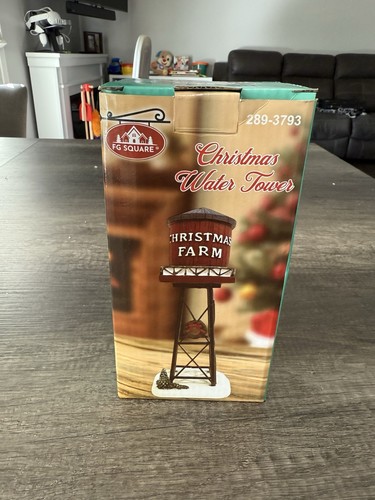 289-3793
FG SQUARE®
Christmas
Water Tower
CHRISTMAS
FARM